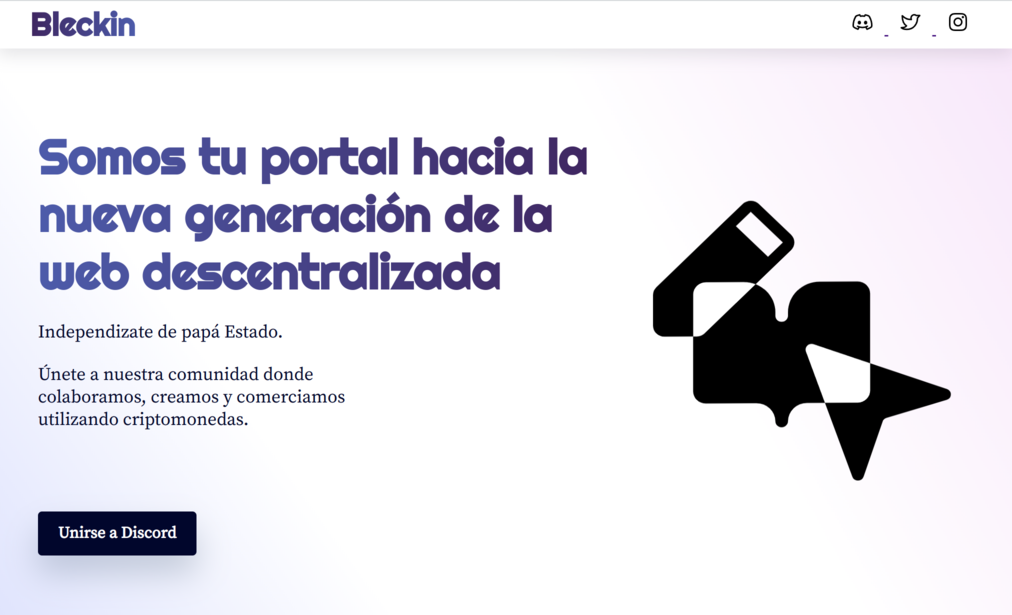 Bleckin
Somos tu portal hacia la
nueva generación de la
web descentralizada
Independizate de papá Estado.
Únete a nuestra comunidad donde
colaboramos, creamos y comerciamos
utilizando criptomonedas.
Unirse a Discord